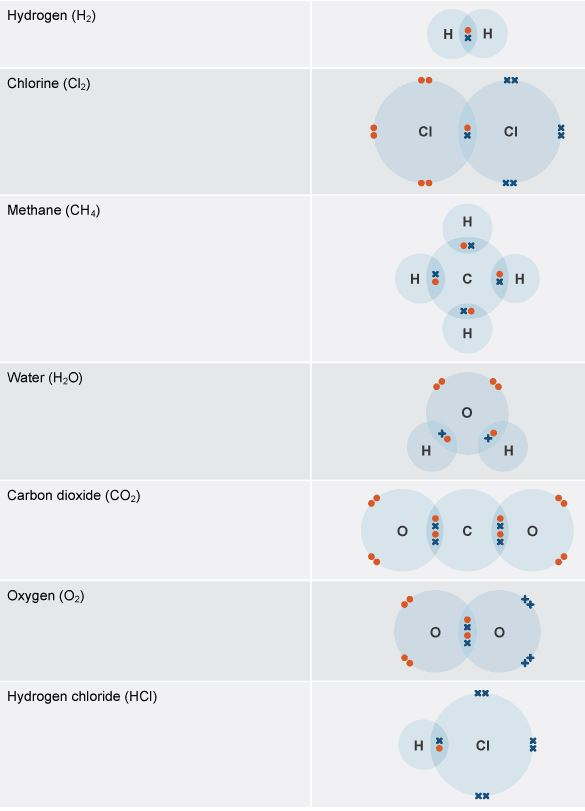 Hydrogen (H₂)
H H
Chlorine (Cl₂)
Cl Cl
Methane (CH₄)
H
H C H
H
Water (H₂O)
O
H H
Carbon dioxide (CO₂)
O C O
Oxygen (O₂)
O O
Hydrogen chloride (HCl)
H Cl